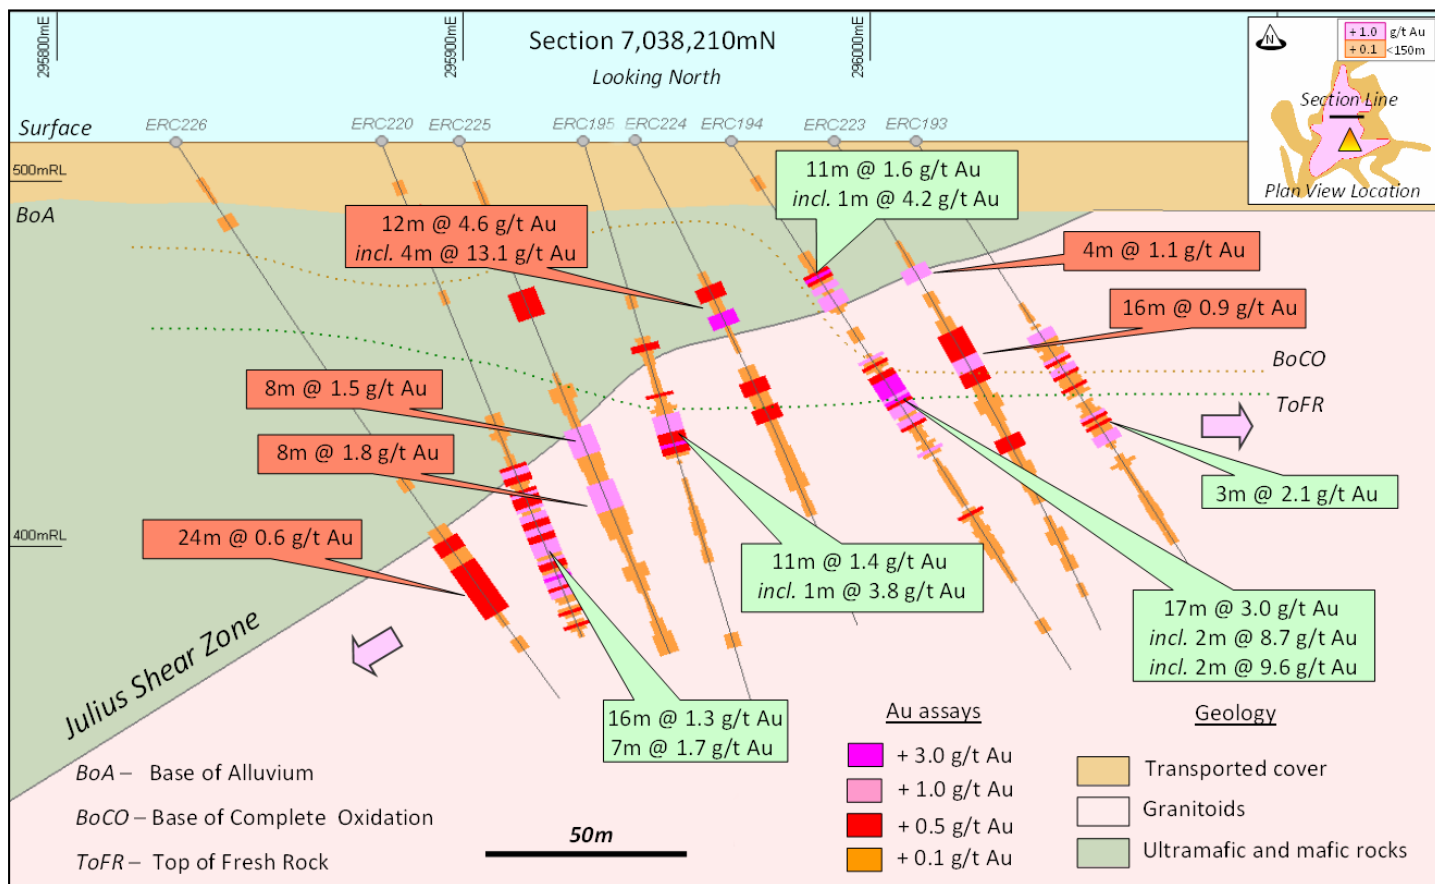 295800mE
295900mE
296000mE
Section 7,038,210mN
Looking North
N
+ 1.0 g/t Au
+ 0.1 <150m
Section Line
Plan View Location
Surface
ERC226
ERC220
ERC225
ERC195
ERC224
ERC194
ERC223
ERC193
500mRL
BoA
11m @ 1.6 g/t Au
incl. 1m @ 4.2 g/t Au
12m @ 4.6 g/t Au
incl. 4m @ 13.1 g/t Au
4m @ 1.1 g/t Au
16m @ 0.9 g/t Au
BoCO
ToFR
8m @ 1.5 g/t Au
8m @ 1.8 g/t Au
3m @ 2.1 g/t Au
400mRL
24m @ 0.6 g/t Au
11m @ 1.4 g/t Au
incl. 1m @ 3.8 g/t Au
17m @ 3.0 g/t Au
incl. 2m @ 8.7 g/t Au
incl. 2m @ 9.6 g/t Au
Julius Shear Zone
16m @ 1.3 g/t Au
7m @ 1.7 g/t Au
BoA – Base of Alluvium
BoCO – Base of Complete Oxidation
ToFR – Top of Fresh Rock
50m
Au assays
+ 3.0 g/t Au
+ 1.0 g/t Au
+ 0.5 g/t Au
+ 0.1 g/t Au
Geology
Transported cover
Granitoids
Ultramafic and mafic rocks